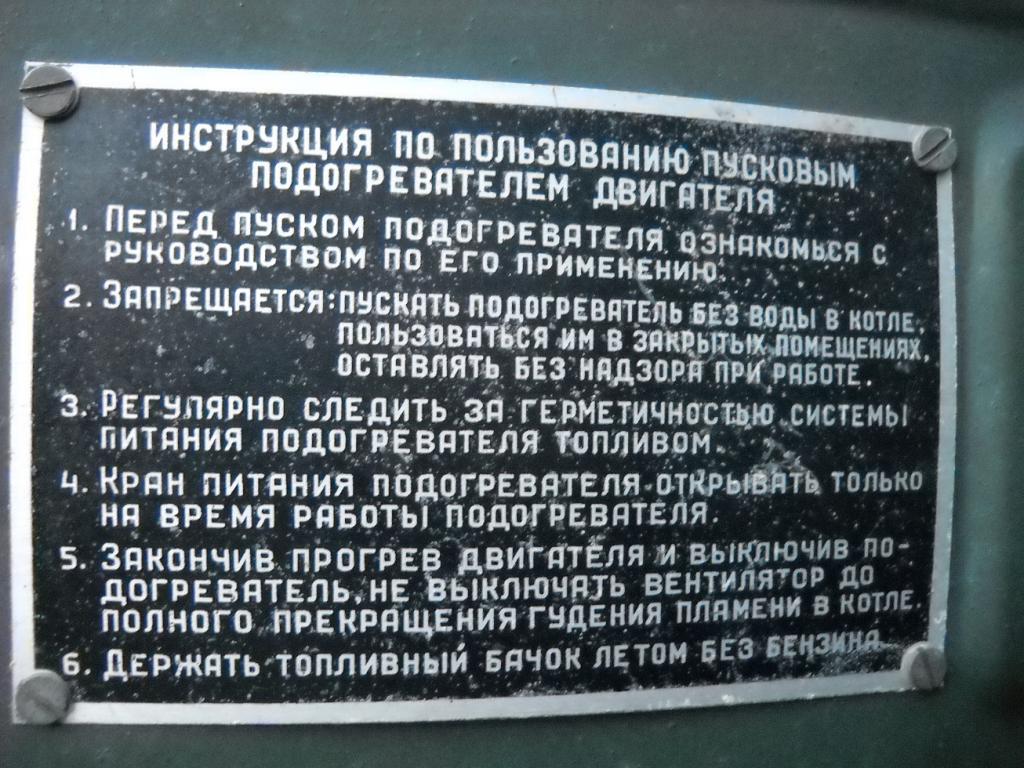 ИНСТРУКЦИЯ ПО ПОЛЬЗОВАНИЮ ПУСКОВЫМ
ПОДОГРЕВАТЕЛЕМ ДВИГАТЕЛЯ
1. ПЕРЕД ПУСКОМ ПОДОГРЕВАТЕЛЯ ОЗНАКОМЬСЯ С
РУКОВОДСТВОМ ПО ЕГО ПРИМЕНЕНИЮ.
2. ЗАПРЕЩАЕТСЯ: ПУСКАТЬ ПОДОГРЕВАТЕЛЬ БЕЗ ВОДЫ В КОТЛЕ,
ПОЛЬЗОВАТЬСЯ ИМ В ЗАКРЫТЫХ ПОМЕЩЕНИЯХ,
ОСТАВЛЯТЬ БЕЗ НАДЗОРА ПРИ РАБОТЕ.
3. РЕГУЛЯРНО СЛЕДИТЬ ЗА ГЕРМЕТИЧНОСТЬЮ СИСТЕМЫ
ПИТАНИЯ ПОДОГРЕВАТЕЛЯ ТОПЛИВОМ.
4. КРАН ПИТАНИЯ ПОДОГРЕВАТЕЛЯ ОТКРЫВАТЬ ТОЛЬКО
НА ВРЕМЯ РАБОТЫ ПОДОГРЕВАТЕЛЯ.
5. ЗАКОНЧИВ ПРОГРЕВ ДВИГАТЕЛЯ И ВЫКЛЮЧИВ ПО-
ДОГРЕВАТЕЛЬ, НЕ ВЫКЛЮЧАТЬ ВЕНТИЛЯТОР ДО
ПОЛНОГО ПРЕКРАЩЕНИЯ ГУДЕНИЯ ПЛАМЕНИ В КОТЛЕ.
6. ДЕРЖАТЬ ТОПЛИВНЫЙ БАЧОК ЛЕТОМ БЕЗ БЕНЗИНА